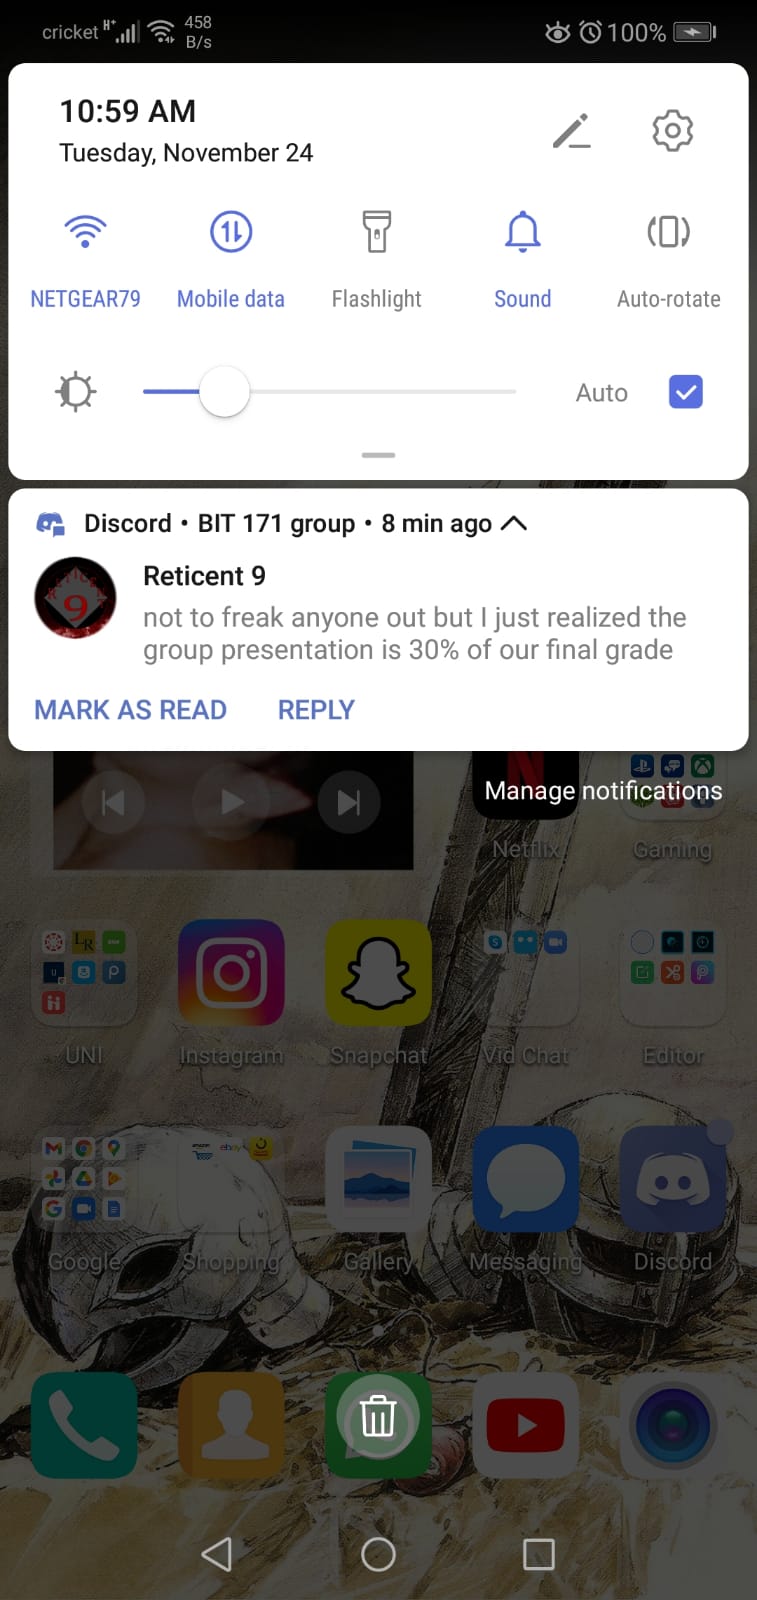 cricket H+ 458 B/s 100%
10:59 AM
Tuesday, November 24
NETGEAR79 Mobile data Flashlight Sound Auto-rotate
Auto
Discord • BIT 171 group • 8 min ago
Reticent 9
not to freak anyone out but I just realized the
group presentation is 30% of our final grade
MARK AS READ REPLY
Manage notifications
Netflix Gaming
UNI Instagram Snapchat Vid Chat Editor
Google Shopping Gallery Messaging Discord